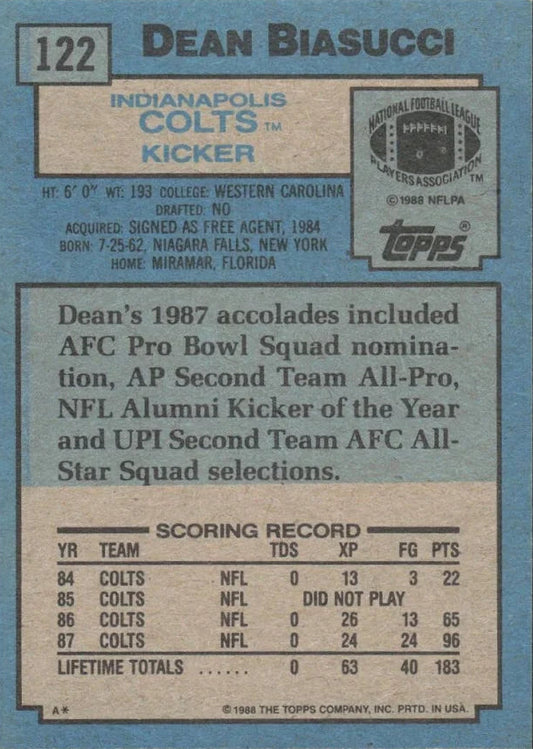 122
DEAN BIASUCCI
INDIANAPOLIS
COLTS ™
KICKER
NATIONAL FOOTBALL LEAGUE
PLAYERS ASSOCIATION ™
© 1988 NFLPA
topps ®
HT: 6' 0" WT: 193 COLLEGE: WESTERN CAROLINA
DRAFTED: NO
ACQUIRED: SIGNED AS FREE AGENT, 1984
BORN: 7-25-62, NIAGARA FALLS, NEW YORK
HOME: MIRAMAR, FLORIDA
Dean's 1987 accolades included
AFC Pro Bowl Squad nomina-
tion, AP Second Team All-Pro,
NFL Alumni Kicker of the Year
and UPI Second Team AFC All-
Star Squad selections.
SCORING RECORD
YR TEAM TDS XP FG PTS
84 COLTS NFL 0 13 3 22
85 COLTS NFL DID NOT PLAY
86 COLTS NFL 0 26 13 65
87 COLTS NFL 0 24 24 96
LIFETIME TOTALS ...... 0 63 40 183
A*
© 1988 THE TOPPS COMPANY, INC. PRTD. IN USA.